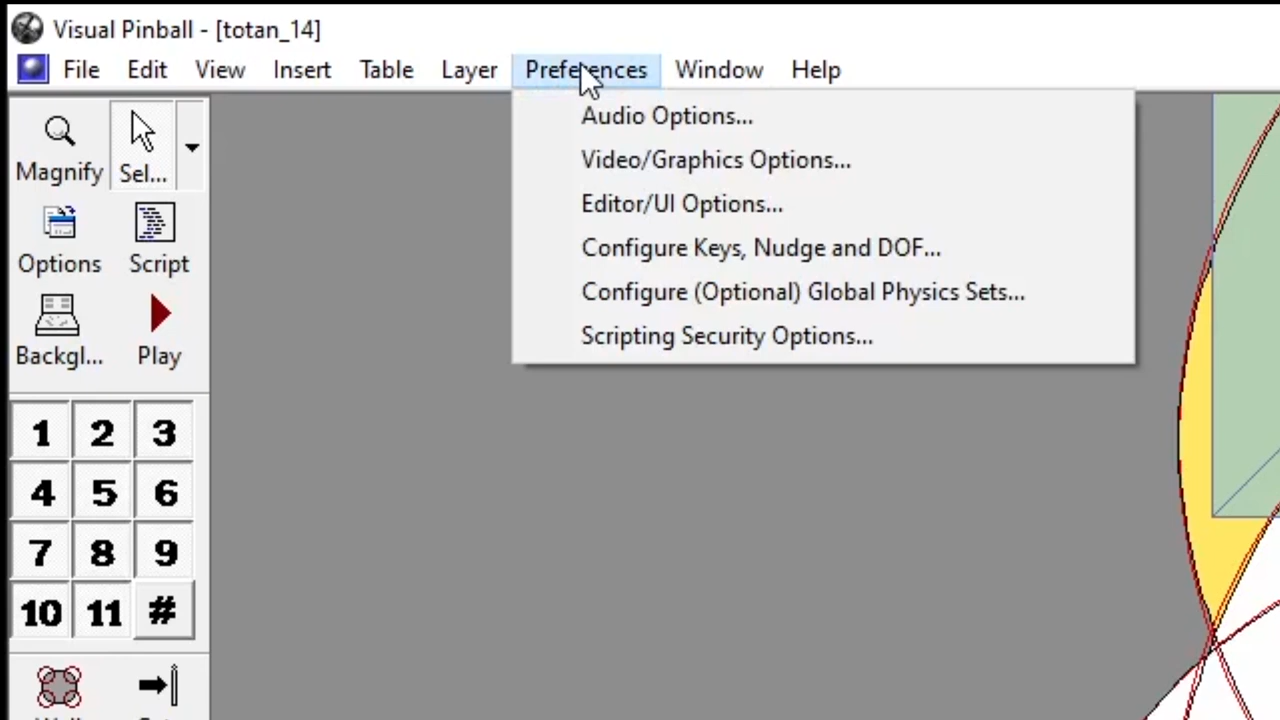 Visual Pinball - [totan_14]
File Edit View Insert Table Layer Preferences Window Help
Audio Options...
Video/Graphics Options...
Editor/UI Options...
Configure Keys, Nudge and DOF...
Configure (Optional) Global Physics Sets...
Scripting Security Options...
Magnify Sel...
Options Script
Backgl... Play
1 2 3
4 5 6
7 8 9
10 11 #